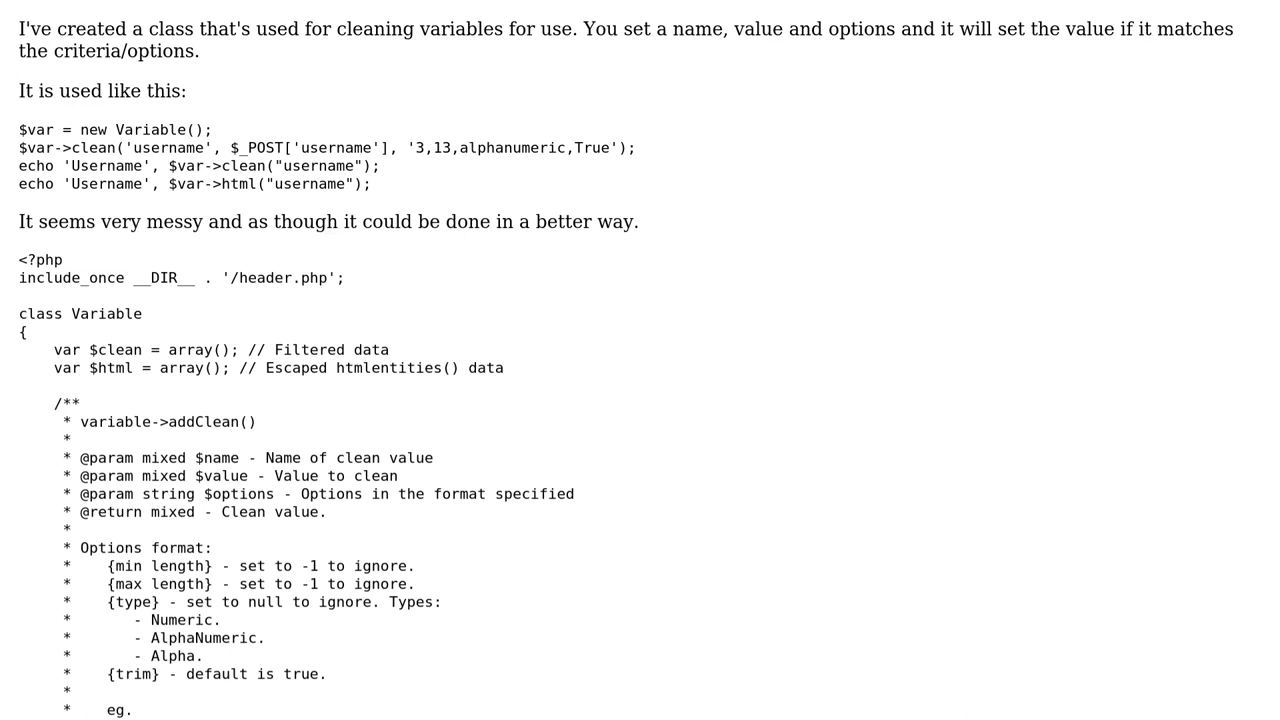 I've created a class that's used for cleaning variables for use. You set a name, value and options and it will set the value if it matches
the criteria/options.
It is used like this:
$var = new Variable();
$var->clean('username', $_POST['username'], '3,13,alphanumeric,True');
echo 'Username', $var->clean("username");
echo 'Username', $var->html("username");
It seems very messy and as though it could be done in a better way.
<?php
include_once __DIR__ . '/header.php';
class Variable
{
    var $clean = array(); // Filtered data
    var $html = array(); // Escaped htmlentities() data
    /**
     * variable->addClean()
     *
     * @param mixed $name - Name of clean value
     * @param mixed $value - Value to clean
     * @param string $options - Options in the format specified
     * @return mixed - Clean value.
     *
     * Options format:
     *    {min length} - set to -1 to ignore.
     *    {max length} - set to -1 to ignore.
     *    {type} - set to null to ignore. Types:
     *       - Numeric.
     *       - AlphaNumeric.
     *       - Alpha.
     *    {trim} - default is true.
     *
     *    eg.